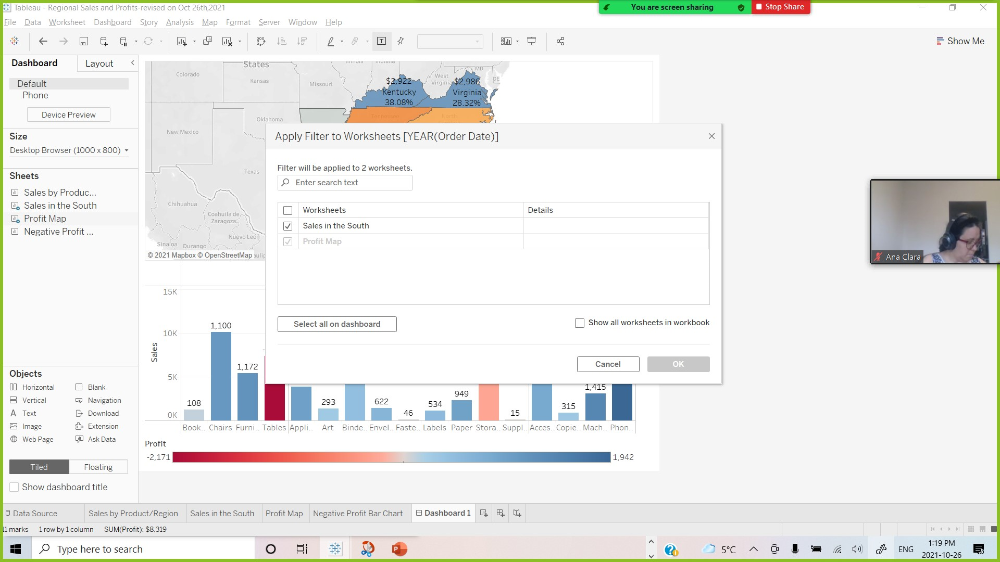 Tableau - Regional Sales and Profits-revised on Oct 26th,2021
You are screen sharing
Stop Share
File Data Worksheet Dashboard Story Analysis Map Format Server Window Help
Show Me
Dashboard
Layout
Default
Phone
Device Preview
Size
Desktop Browser (1000 x 800)
Sheets
Sales by Produc...
Sales in the South
Profit Map
Negative Profit ...
States
Illinois
Indiana
MD
DE
Colorado
Kansas
Missouri
West
Virginia
$2,922
Kentucky
38.08%
$2,986
Virginia
28.32%
Tennessee
North
Oklahoma
New Mexico
Texas
Chihuahua
Coahuila de
Zaragoza
Nuevo León
Sinaloa
Durango
© 2021 Mapbox © OpenStreetMap
Apply Filter to Worksheets [YEAR(Order Date)]
Filter will be applied to 2 worksheets.
Enter search text
Worksheets Details
Sales in the South
Profit Map
Select all on dashboard
Show all worksheets in workbook
Cancel
OK
Ana Clara
Sales
15K
10K
5K
0K
108
1,100
1,172
293
622
46
534
949
15
315
1,415
Book.. Chairs Furni.. Tables Appli.. Art Binde.. Envel.. Faste.. Labels Paper Stora.. Suppl.. Acces.. Copie.. Mach.. Phon..
Profit
-2,171
1,942
Objects
Horizontal Blank
Vertical Navigation
A Text Download
Image Extension
Web Page Ask Data
Tiled Floating
Show dashboard title
Data Source Sales by Product/Region Sales in the South Profit Map Negative Profit Bar Chart Dashboard 1
11 marks 1 row by 1 column SUM(Profit): $8,319
Type here to search
5°C
ENG
1:19 PM
2021-10-26